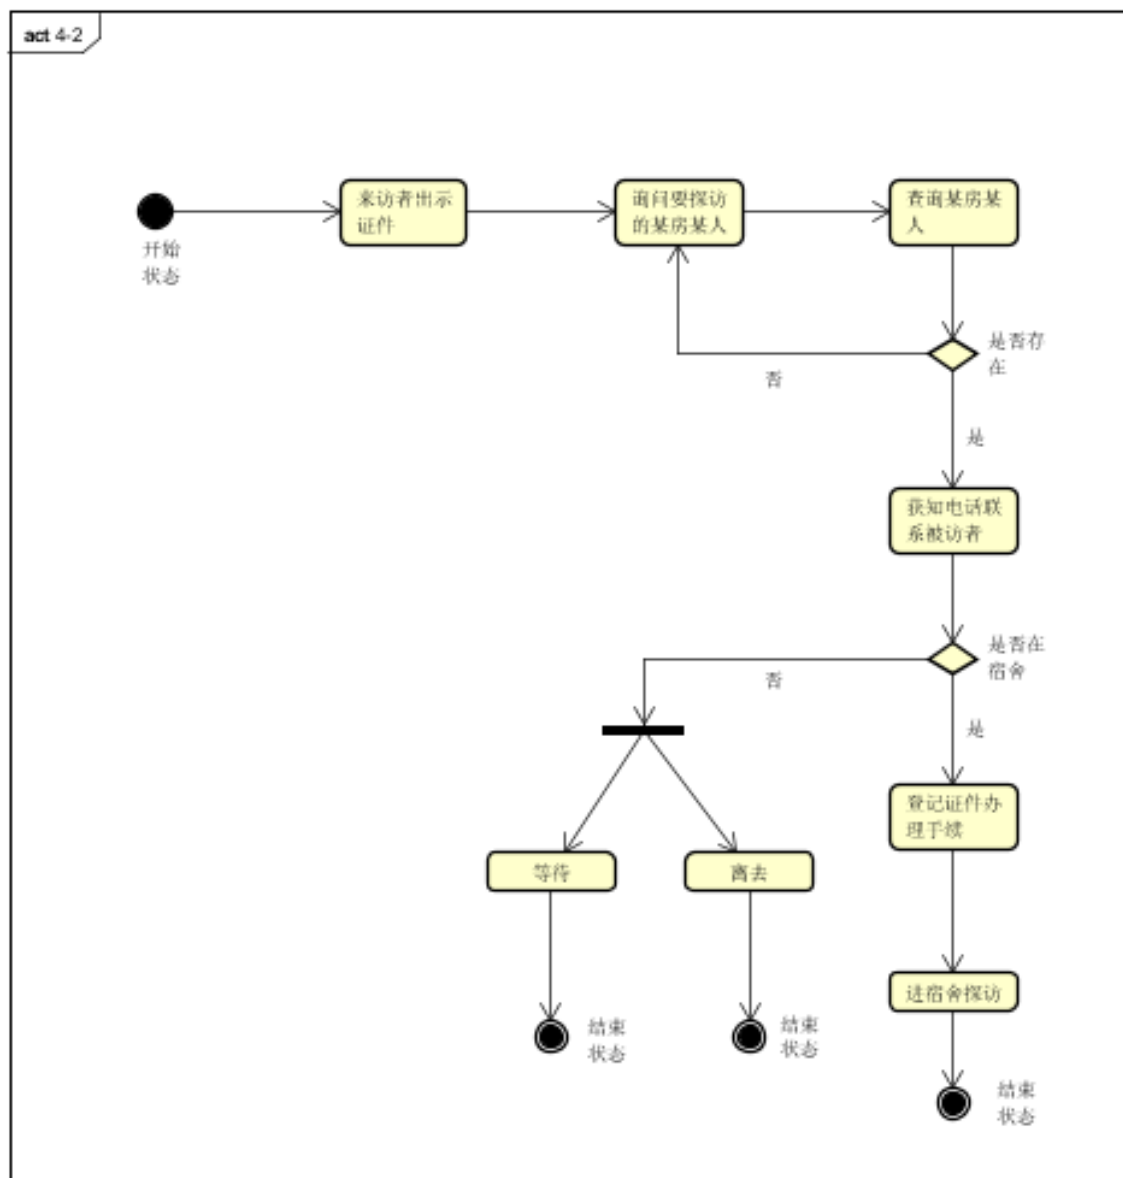 act 4-2
来访者出示
证件
询问要探访
的某房某人
查询某房某
人
开始
状态
是否存
在
否
是
获知电话联
系被访者
是否在
宿舍
否
是
登记证件办
理手续
等待
离去
进宿舍探访
结束
状态
结束
状态
结束
状态